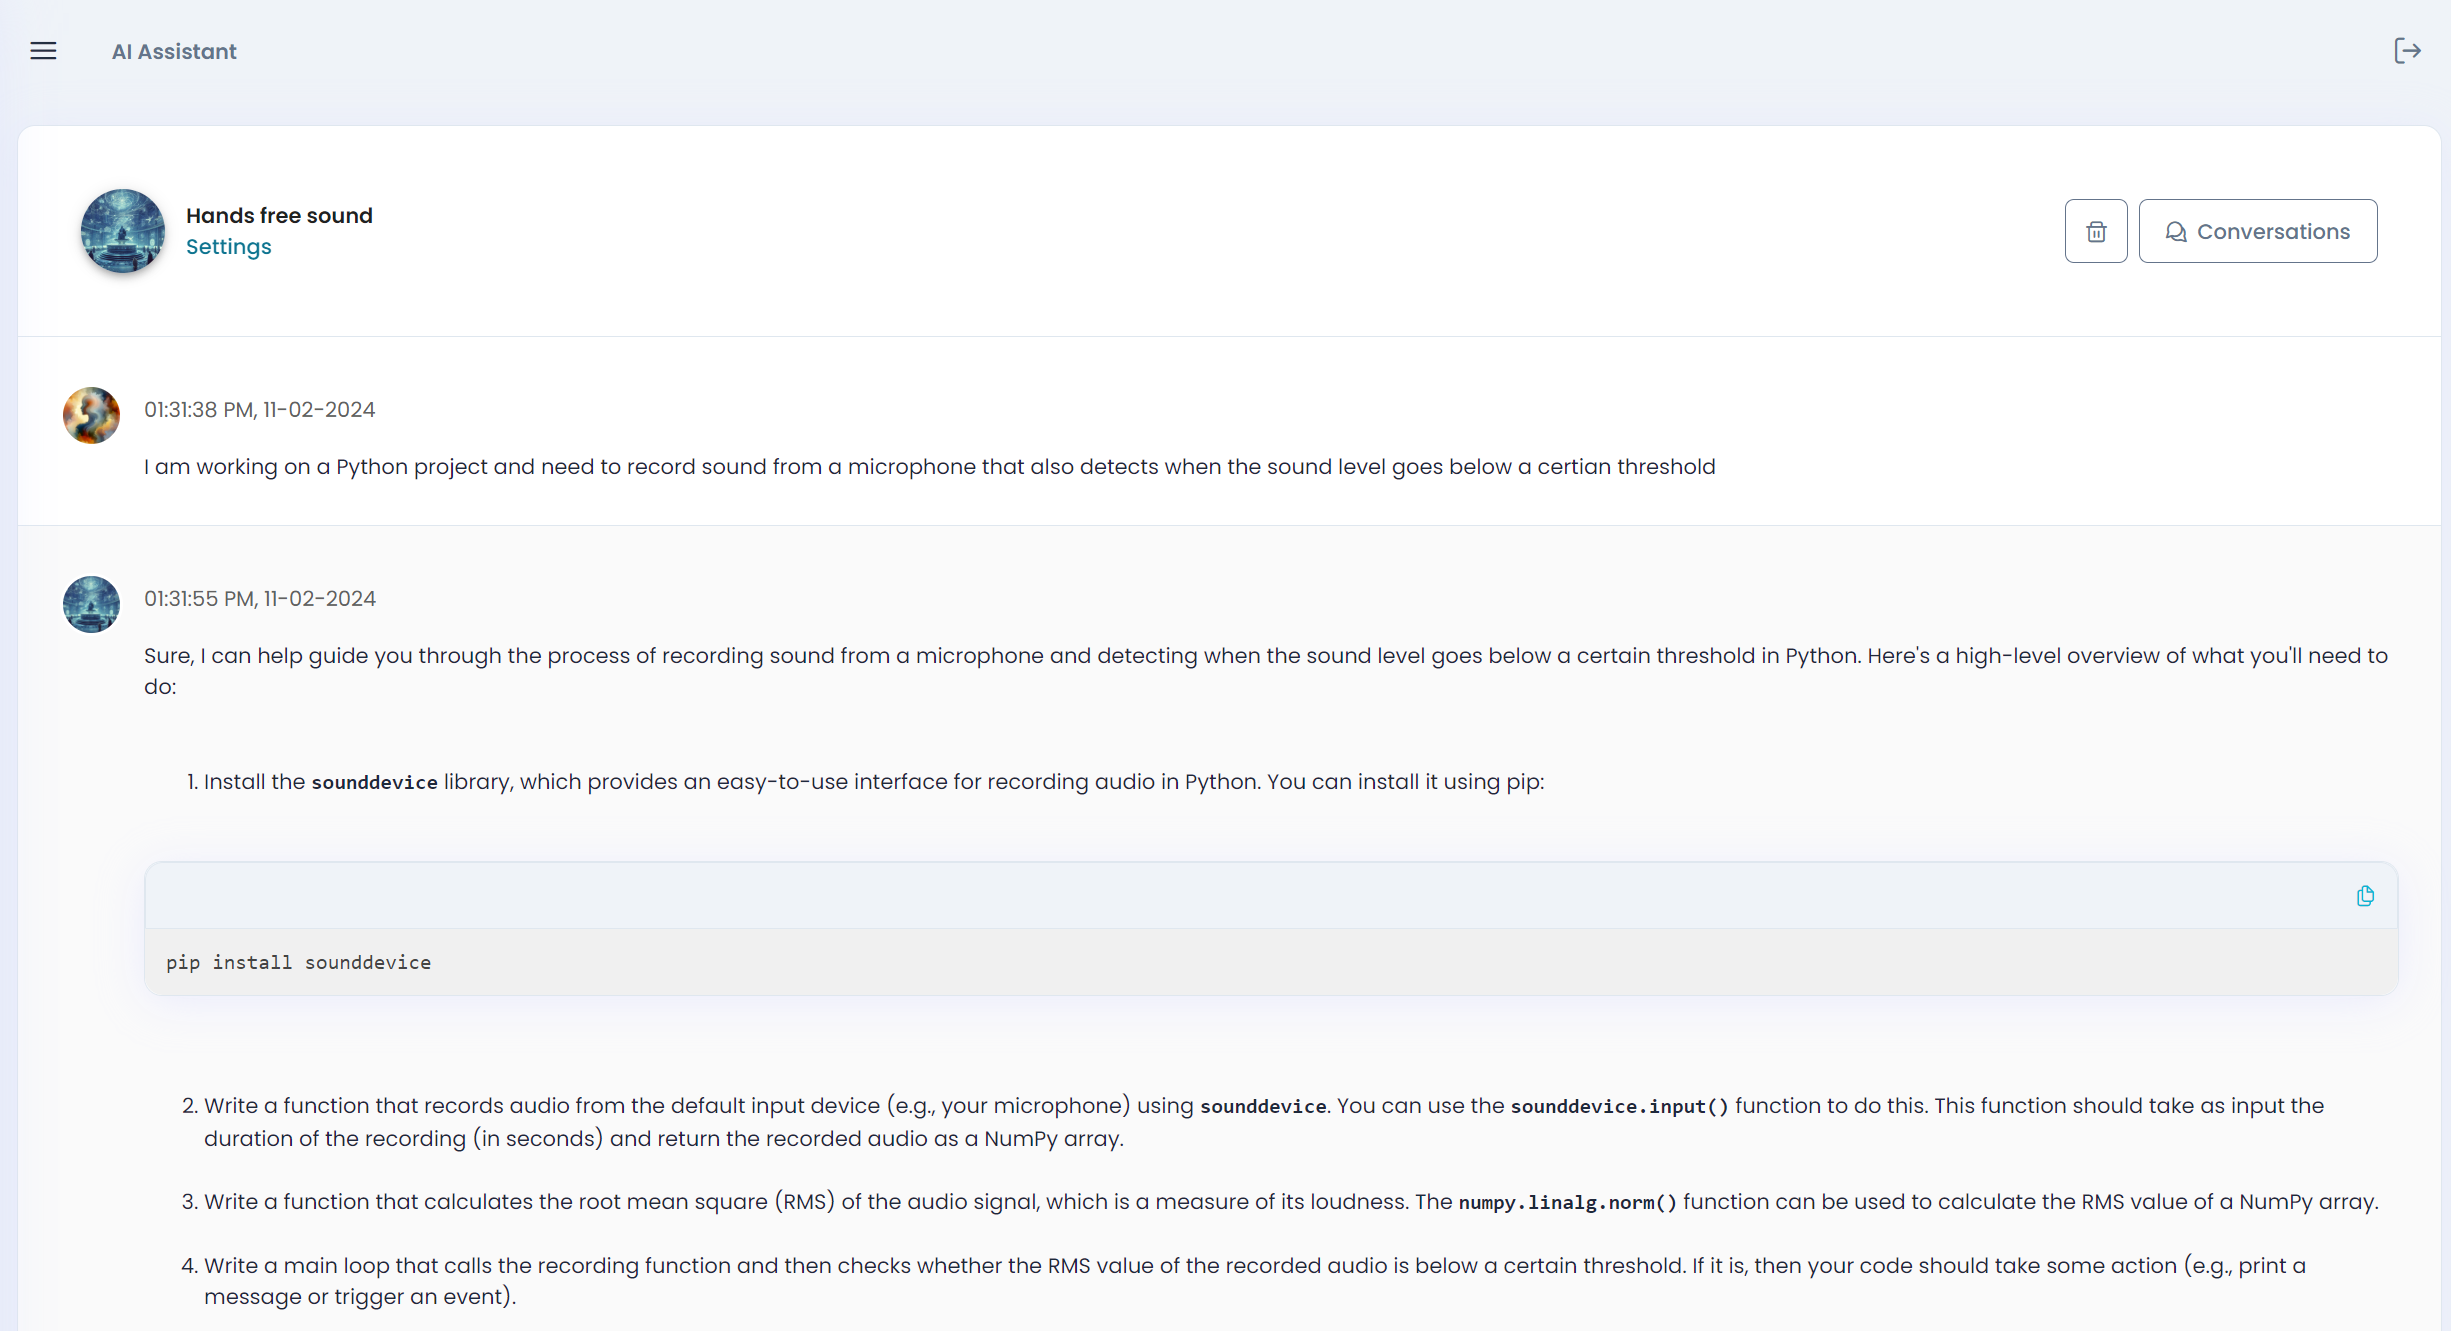 AI Assistant
Hands free sound
Settings
Conversations
01:31:38 PM, 11-02-2024
I am working on a Python project and need to record sound from a microphone that also detects when the sound level goes below a certian threshold
01:31:55 PM, 11-02-2024
Sure, I can help guide you through the process of recording sound from a microphone and detecting when the sound level goes below a certain threshold in Python. Here's a high-level overview of what you'll need to
do:
1. Install the sounddevice library, which provides an easy-to-use interface for recording audio in Python. You can install it using pip:
pip install sounddevice
2. Write a function that records audio from the default input device (e.g., your microphone) using sounddevice. You can use the sounddevice.input() function to do this. This function should take as input the
duration of the recording (in seconds) and return the recorded audio as a NumPy array.
3. Write a function that calculates the root mean square (RMS) of the audio signal, which is a measure of its loudness. The numpy.linalg.norm() function can be used to calculate the RMS value of a NumPy array.
4. Write a main loop that calls the recording function and then checks whether the RMS value of the recorded audio is below a certain threshold. If it is, then your code should take some action (e.g., print a
message or trigger an event).